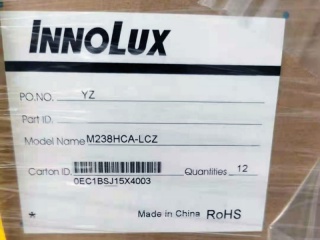 INNOLUX
PO.NO. YZ
Part ID.
Model Name M238HCA-LCZ
Carton ID. Quantities 12
0EC1BSJ15X4003
* Made in China RoHS